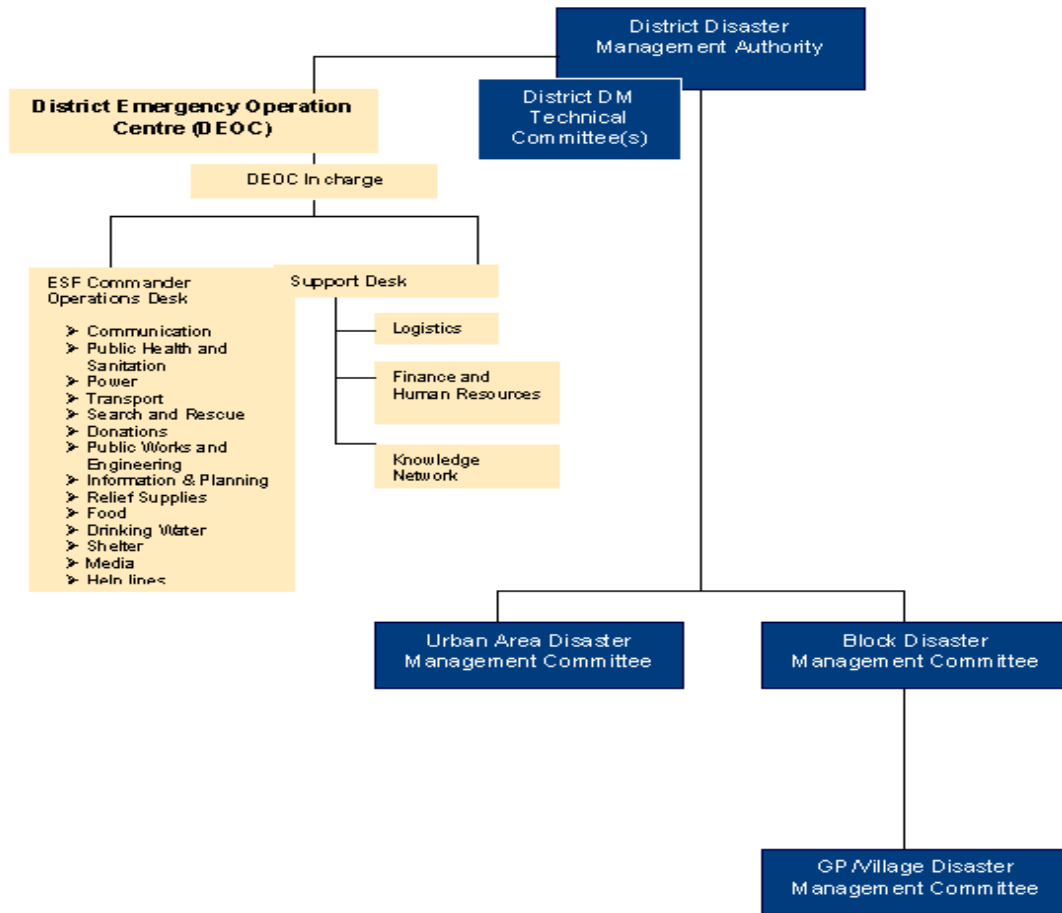 District Disaster
Management Authority
District DM
Technical
Committee(s)
District Emergency Operation
Centre (DEOC)
DEOC In charge
ESF Commander
Operations Desk
➢ Communication
➢ Public Health and
Sanitation
➢ Power
➢ Transport
➢ Search and Rescue
➢ Donations
➢ Public Works and
Engineering
➢ Information & Planning
➢ Relief Supplies
➢ Food
➢ Drinking Water
➢ Shelter
➢ Media
➢ Help lines
Support Desk
Logistics
Finance and
Human Resources
Knowledge
Network
Urban Area Disaster
Management Committee
Block Disaster
Management Committee
GP/Village Disaster
Management Committee